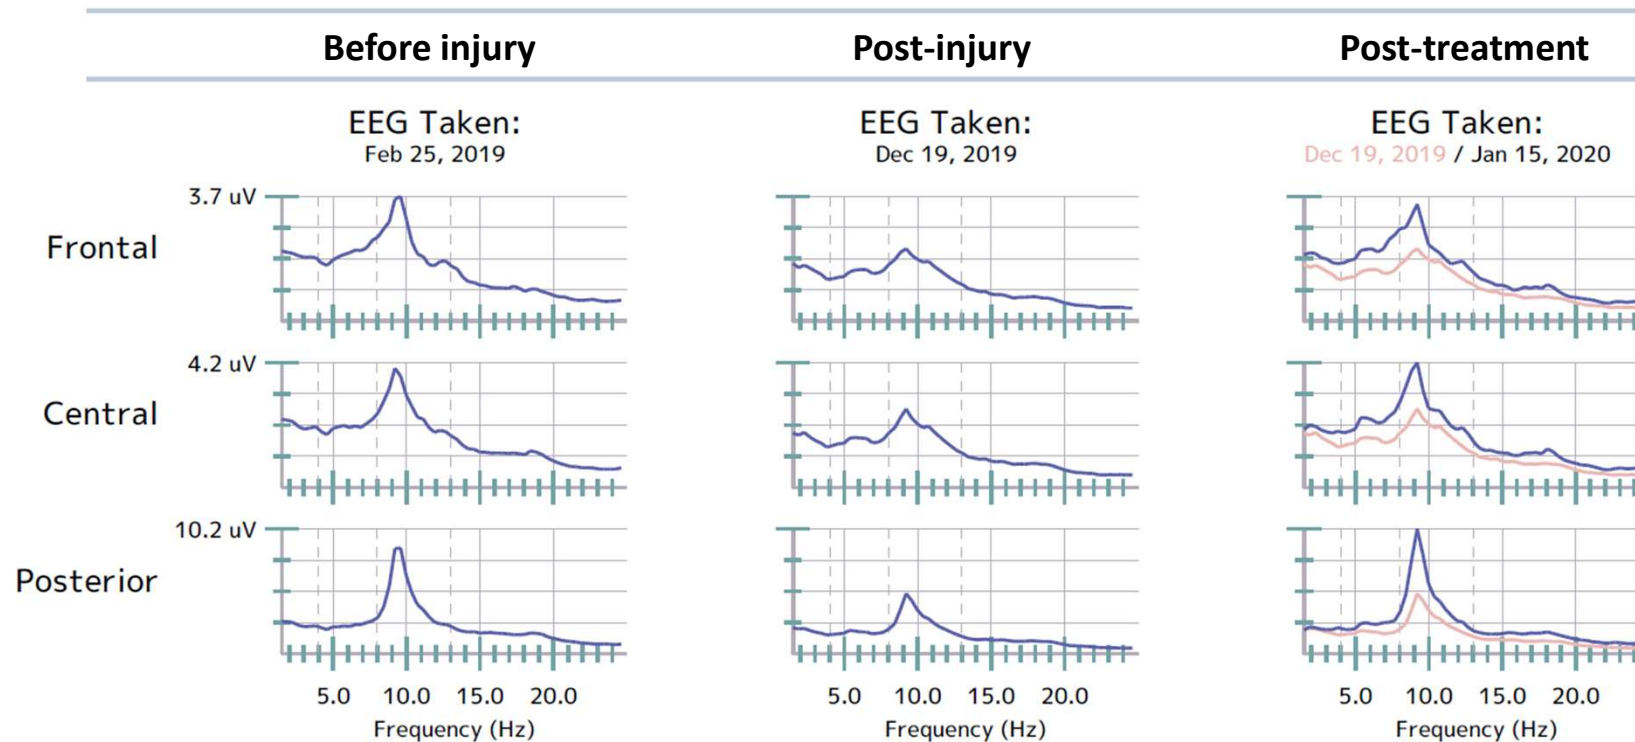 Before injury Post-injury Post-treatment
EEG Taken: EEG Taken: EEG Taken:
Feb 25, 2019 Dec 19, 2019 Dec 19, 2019 / Jan 15, 2020
3.7 uV
Frontal
4.2 uV
Central
10.2 uV
Posterior
5.0 10.0 15.0 20.0 5.0 10.0 15.0 20.0 5.0 10.0 15.0 20.0
Frequency (Hz) Frequency (Hz) Frequency (Hz)